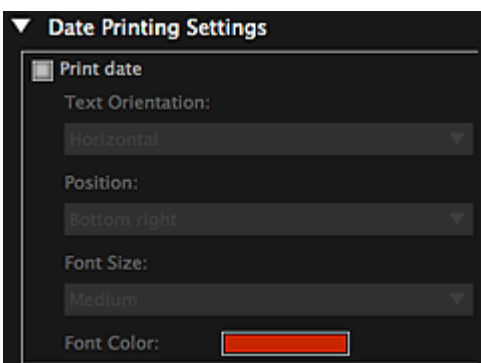 Date Printing Settings
Print date
Text Orientation:
Horizontal
Position:
Bottom right
Font Size:
Medium
Font Color: